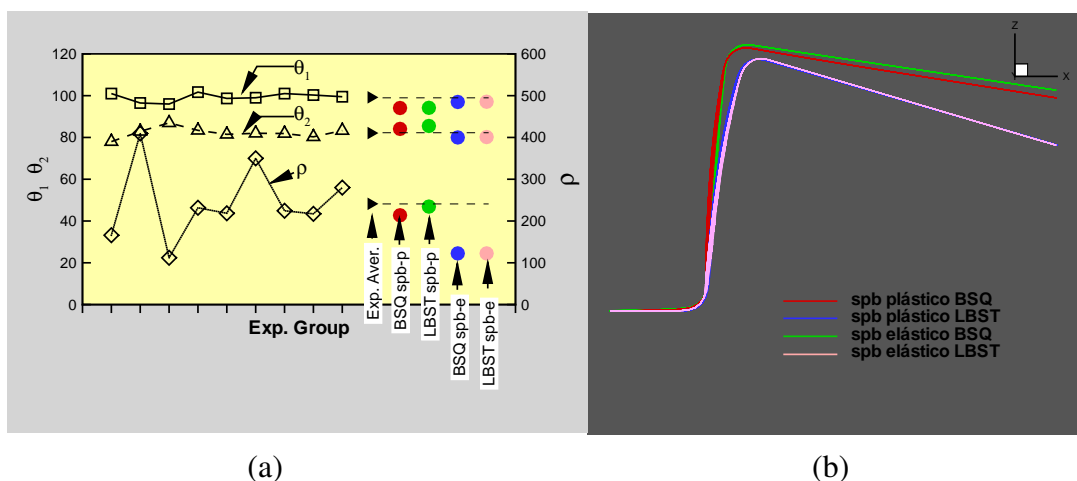 120
100
80
60
40
20
0
θ1 θ2
600
500
400
300
200
100
0
ρ
θ1
θ2
ρ
Exp. Group
Exp. Aver.
BSQ spb-p
LBST spb-p
BSQ spb-e
LBST spb-e
(a)
Z
Y
X
spb plástico BSQ
spb plástico LBST
spb elástico BSQ
spb elástico LBST
(b)